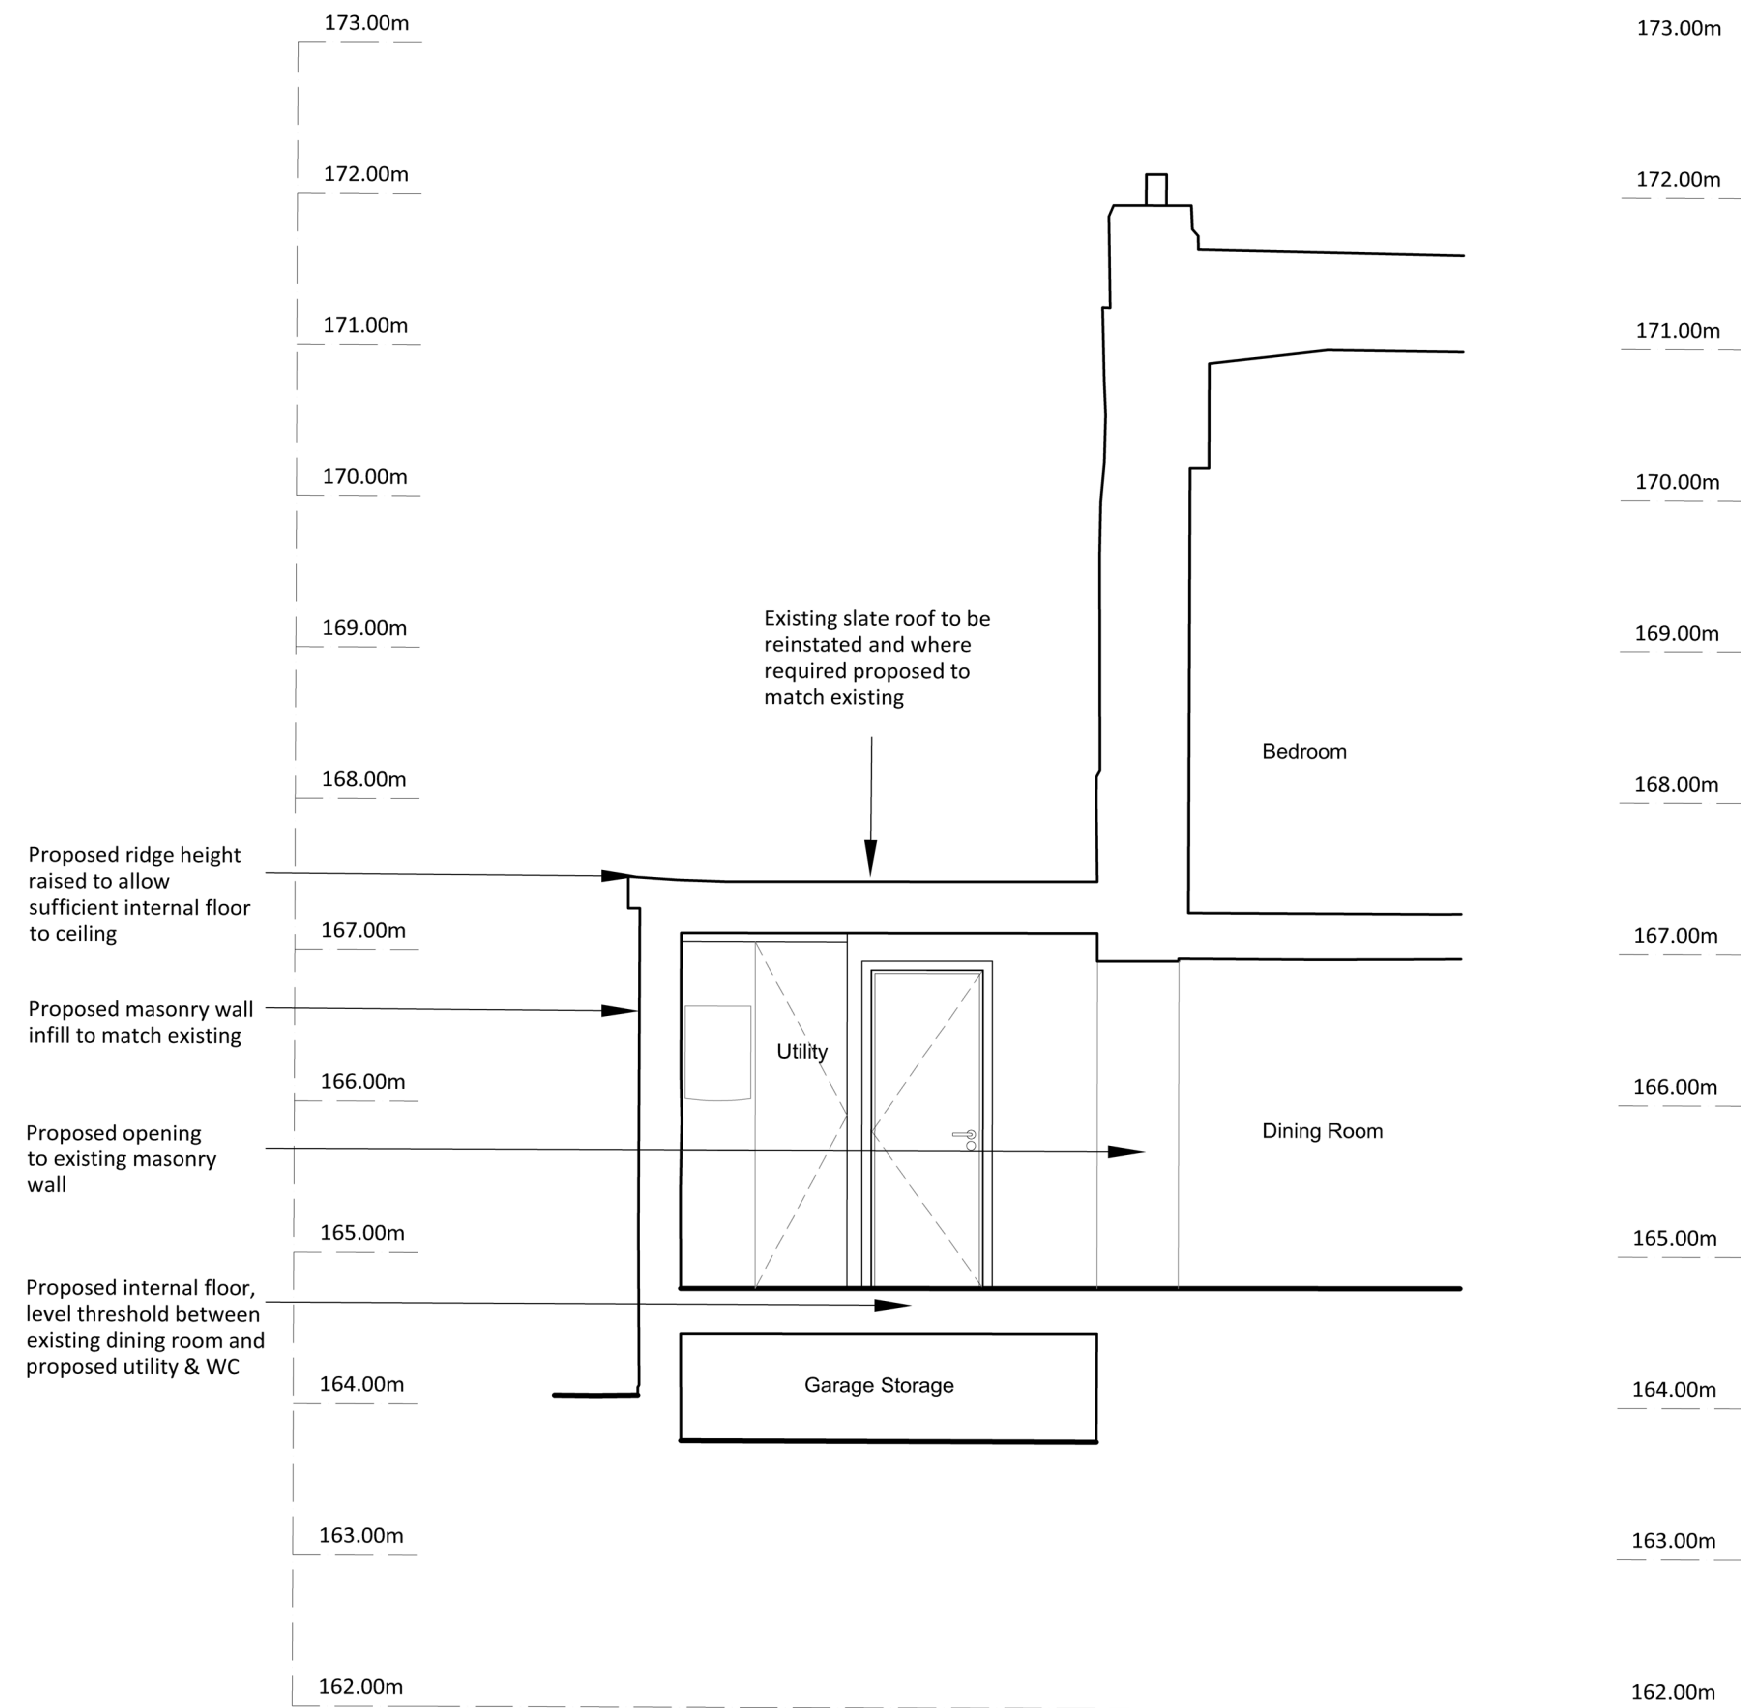 173.00m
173.00m
172.00m
172.00m
171.00m
171.00m
170.00m
170.00m
Existing slate roof to be
reinstated and where
required proposed to
match existing
169.00m
169.00m
Bedroom
168.00m
168.00m
Proposed ridge height
raised to allow
sufficient internal floor
to ceiling
167.00m
167.00m
Proposed masonry wall
infill to match existing
Utility
166.00m
166.00m
Proposed opening
to existing masonry
wall
Dining Room
165.00m
165.00m
Proposed internal floor,
level threshold between
existing dining room and
proposed utility & WC
Garage Storage
164.00m
164.00m
163.00m
163.00m
162.00m
162.00m